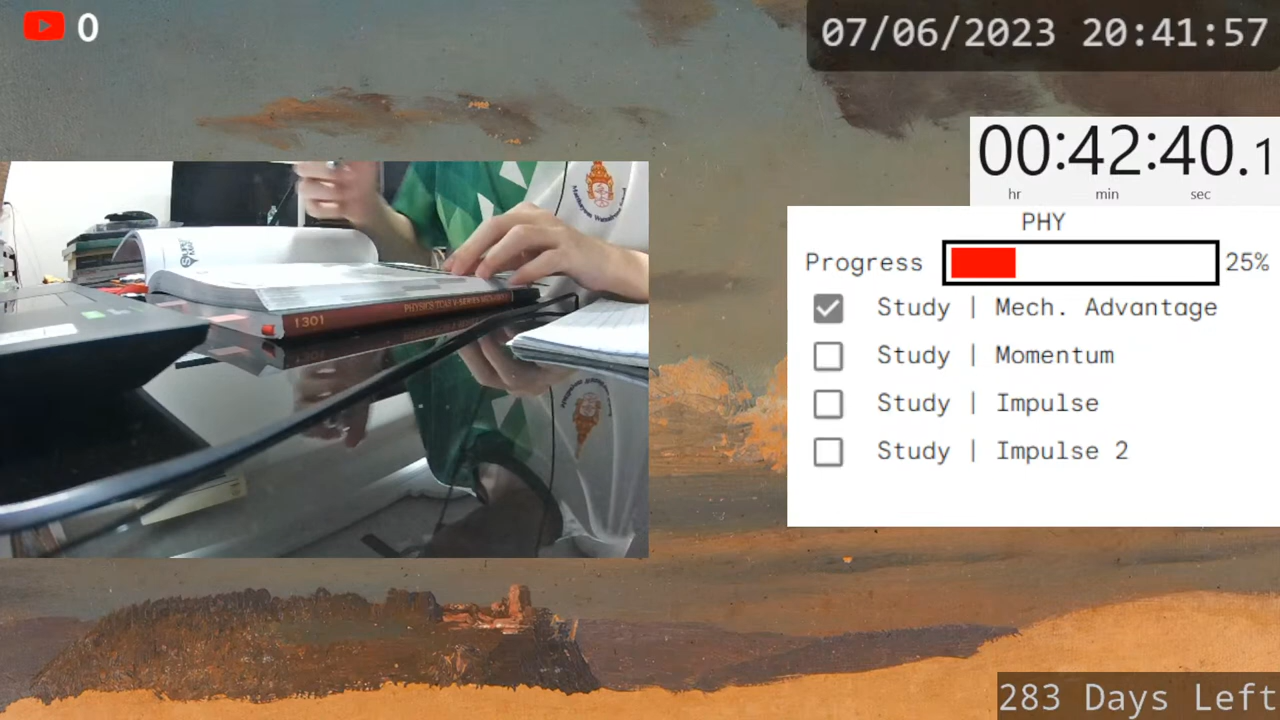 0
07/06/2023 20:41:57
00:42:40.1
hr min sec
PHY
Progress 25%
Study | Mech. Advantage
Study | Momentum
Study | Impulse
Study | Impulse 2
1301
283 Days Left